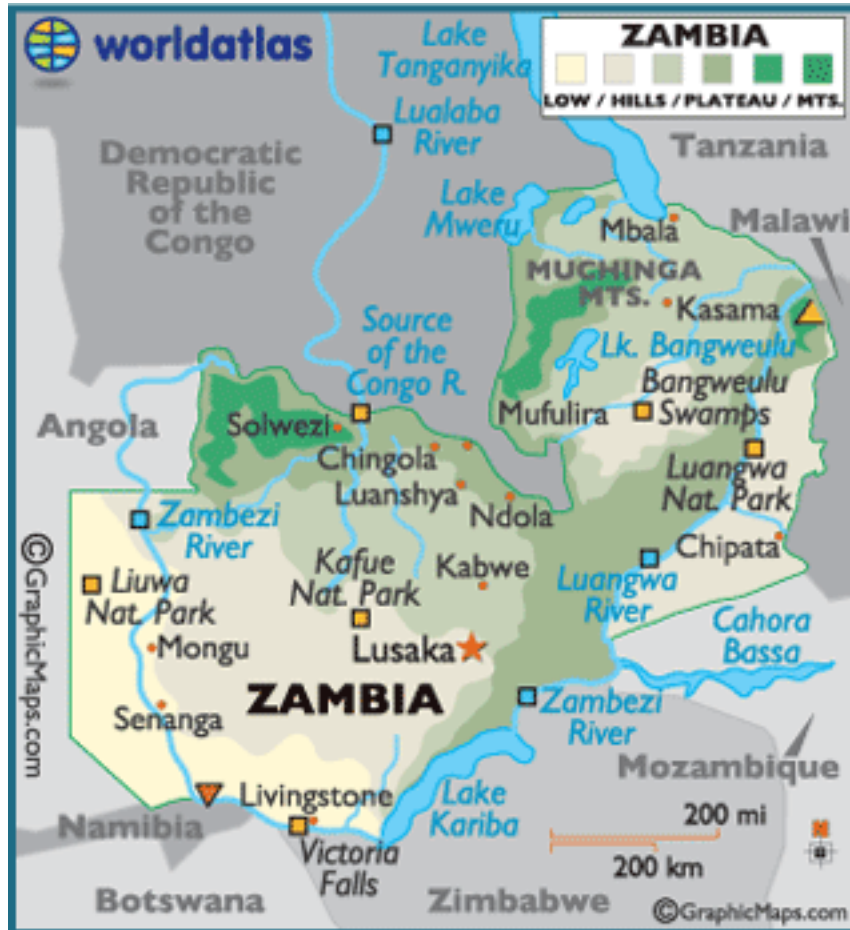 worldatlas
ZAMBIA
LOW / HILLS / PLATEAU / MTS.
Lake
Tanganyika
Lualaba
River
Democratic
Republic
of the
Congo
Tanzania
Lake
Mweru
Malawi
Mbala
MUCHINGA
MTS.
Kasama
Source
of the
Congo R.
Lk. Bangweulu
Bangweulu
Swamps
Mufulira
Angola
Solwezi
Chingola
Luanshya
Ndola
Luangwa
Nat. Park
Zambezi
River
Chipata
Kafue
Nat. Park
Kabwe
Luangwa
River
Liuwa
Nat. Park
Mongu
Lusaka
Cahora
Bassa
ZAMBIA
Senanga
Zambezi
River
Mozambique
Livingstone
Lake
Kariba
Namibia
Victoria
Falls
200 mi
200 km
N
Botswana
Zimbabwe
©GraphicMaps.com
©GraphicMaps.com